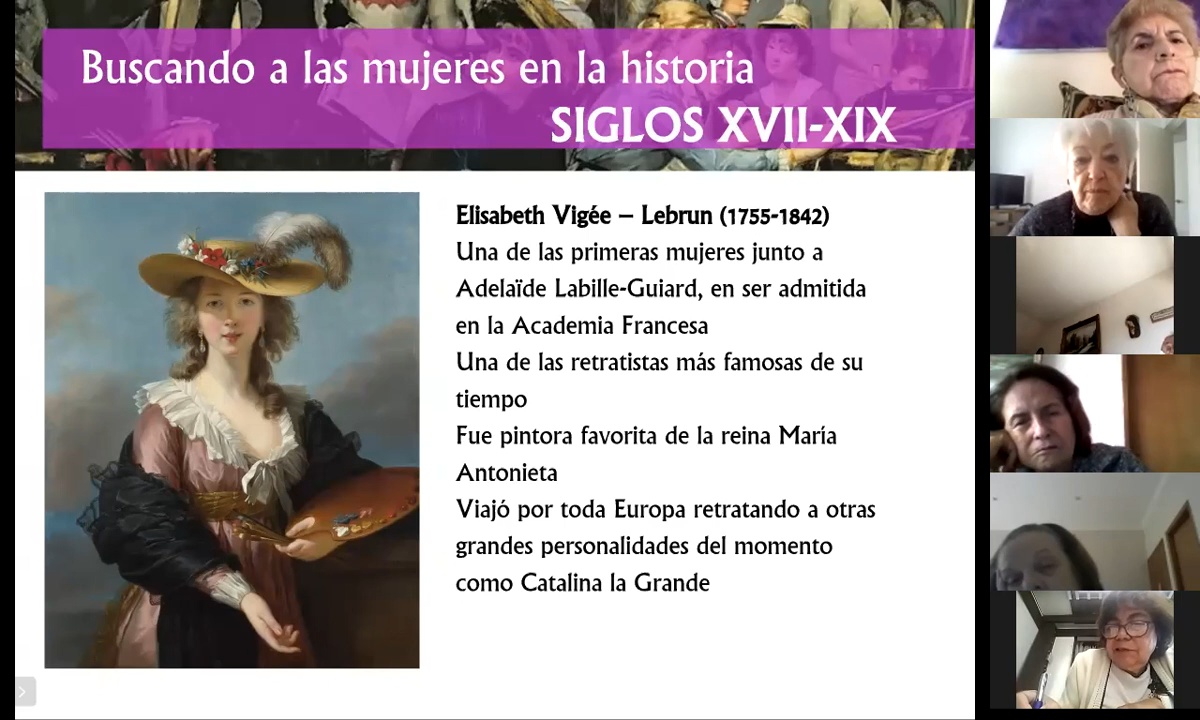 Buscando a las mujeres en la historia
SIGLOS XVII-XIX
Elisabeth Vigée – Lebrun (1755-1842)
Una de las primeras mujeres junto a
Adelaïde Labille-Guiard, en ser admitida
en la Academia Francesa
Una de las retratistas más famosas de su
tiempo
Fue pintora favorita de la reina María
Antonieta
Viajó por toda Europa retratando a otras
grandes personalidades del momento
como Catalina la Grande